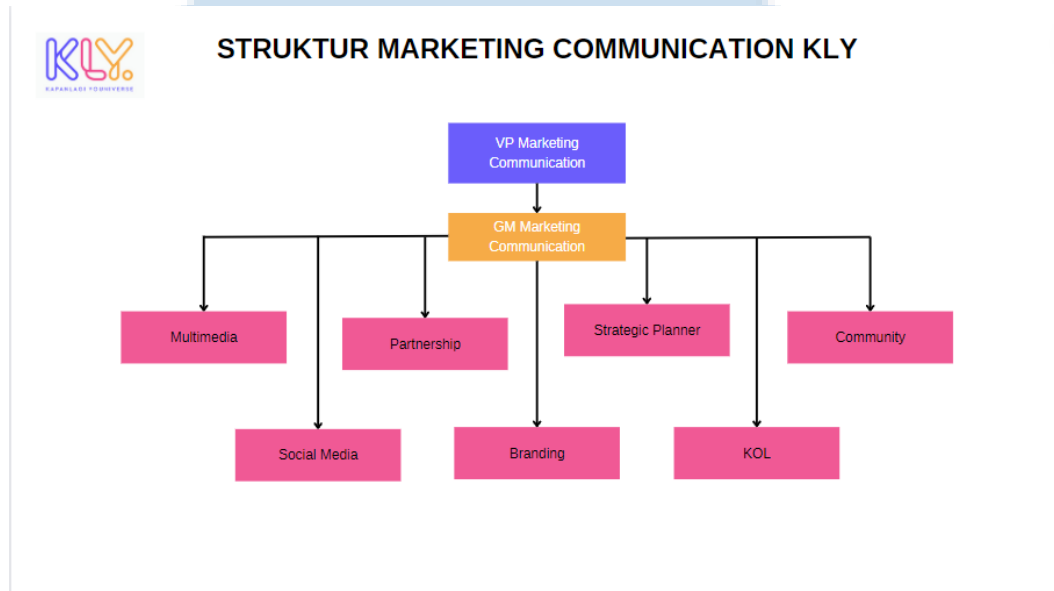 KLY.
KAPANLAGI YOUNIVERSE
STRUKTUR MARKETING COMMUNICATION KLY
VP Marketing
Communication
GM Marketing
Communication
Multimedia
Partnership
Strategic Planner
Community
Social Media
Branding
KOL